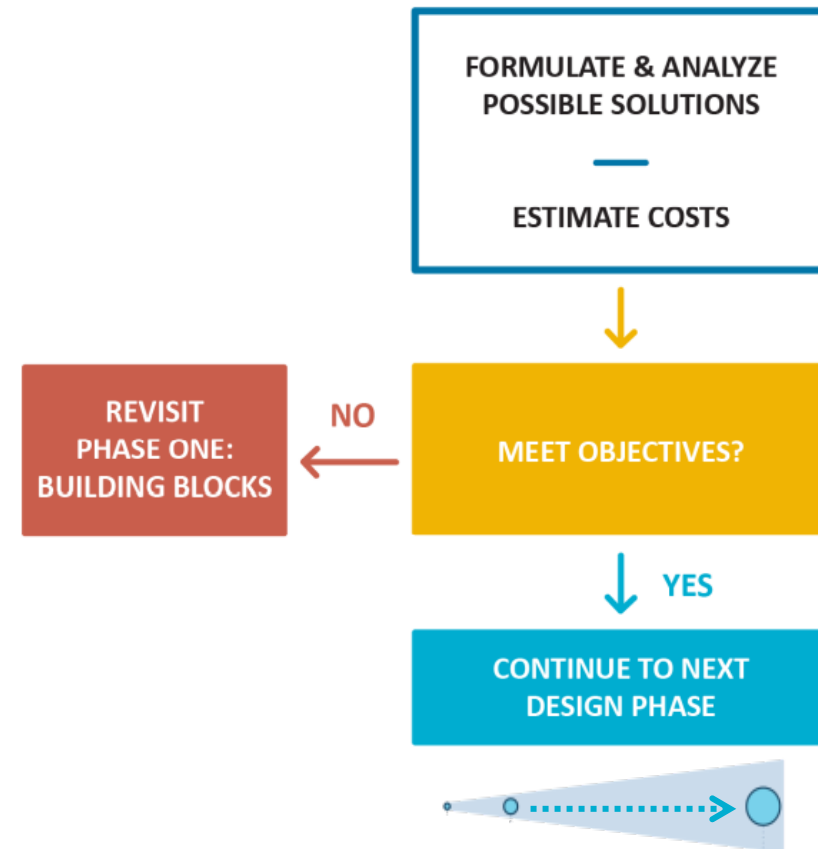 FORMULATE & ANALYZE
POSSIBLE SOLUTIONS
ESTIMATE COSTS
MEET OBJECTIVES?
NO
REVISIT
PHASE ONE:
BUILDING BLOCKS
YES
CONTINUE TO NEXT
DESIGN PHASE